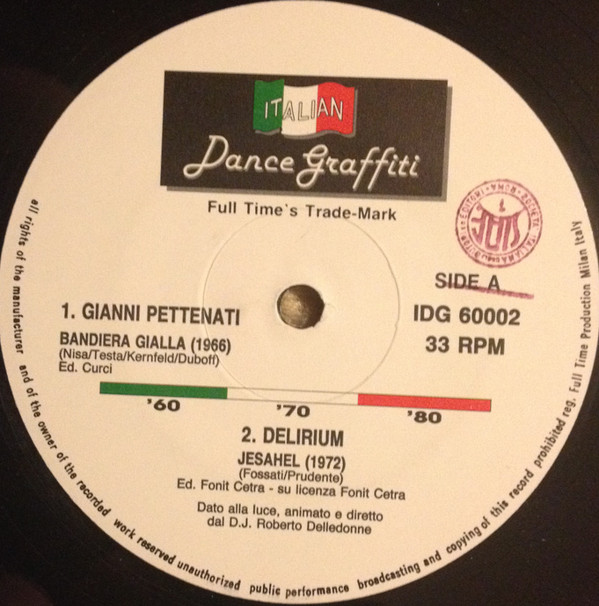 ITALIAN
Dance Graffiti
Full Time's Trade-Mark
SIDE A
1. GIANNI PETTENATI
IDG 60002
BANDIERA GIALLA (1966)
33 RPM
(Nisa/Testa/Kernfeld/Duboff)
Ed. Curci
'60 '70 '80
2. DELIRIUM
JESAHEL (1972)
(Fossati/Prudente)
Ed. Fonit Cetra - su licenza Fonit Cetra
Dato alla luce, animato e diretto
dal D.J. Roberto Delledonne
all rights of the manufacturer and of the owner of the recorded work reserved unauthorized public performance broadcasting and copying of this record prohibited reg. Full Time Production Milan Italy